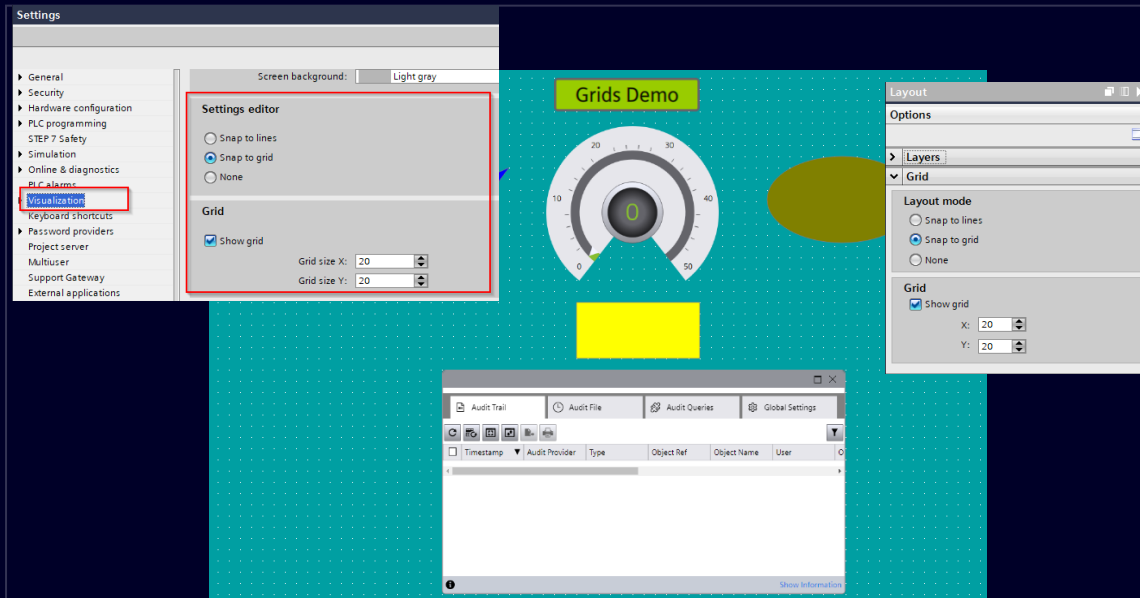 Settings
General
Security
Hardware configuration
PLC programming
STEP 7 Safety
Simulation
Online & diagnostics
PLC alarms
Visualization
Keyboard shortcuts
Password providers
Project server
Multiuser
Support Gateway
External applications
Screen background: Light gray
Settings editor
Snap to lines
Snap to grid
None
Grid
Show grid
Grid size X: 20
Grid size Y: 20
Grids Demo
0
10
20
30
40
50
0
Layout
Options
Layers
Grid
Layout mode
Snap to lines
Snap to grid
None
Grid
Show grid
X: 20
Y: 20
Audit Trail
Audit File
Audit Queries
Global Settings
Timestamp Audit Provider Type Object Ref Object Name User O
Show Information